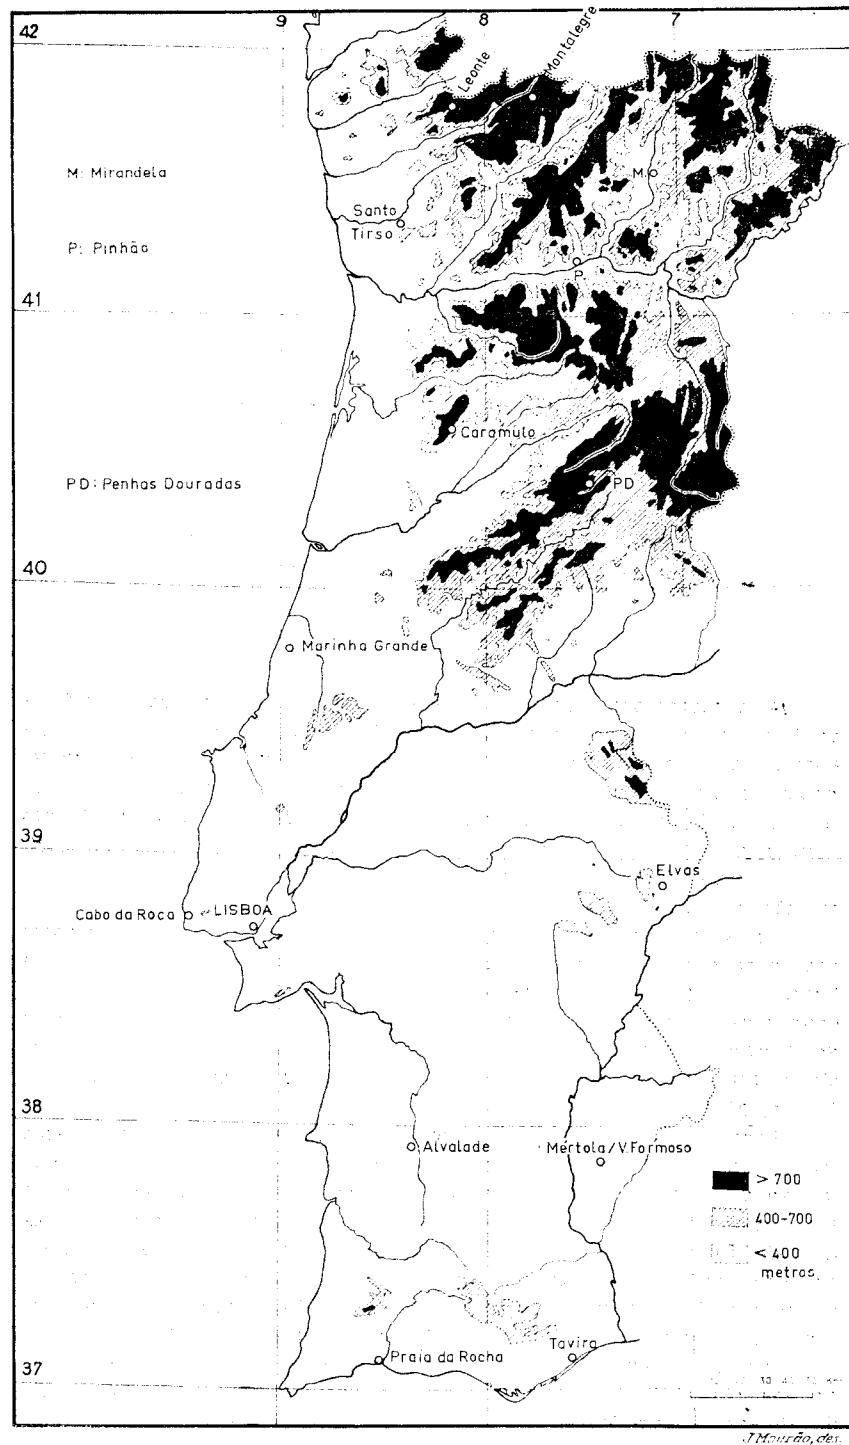 9 8 7
42
Leonte
Montalegre
M: Mirandela
M
Santo
Tirso
P: Pinhão
P.
41
Caramulo
PD: Penhas Douradas
PD
40
Marinha Grande
39
Elvas
Cabo da Roca
LISBOA
38
Alvalade
Mértola/V.Formoso
> 700
400-700
< 400
metros
37
Praia da Rocha
Tavira
J Mourão, des.